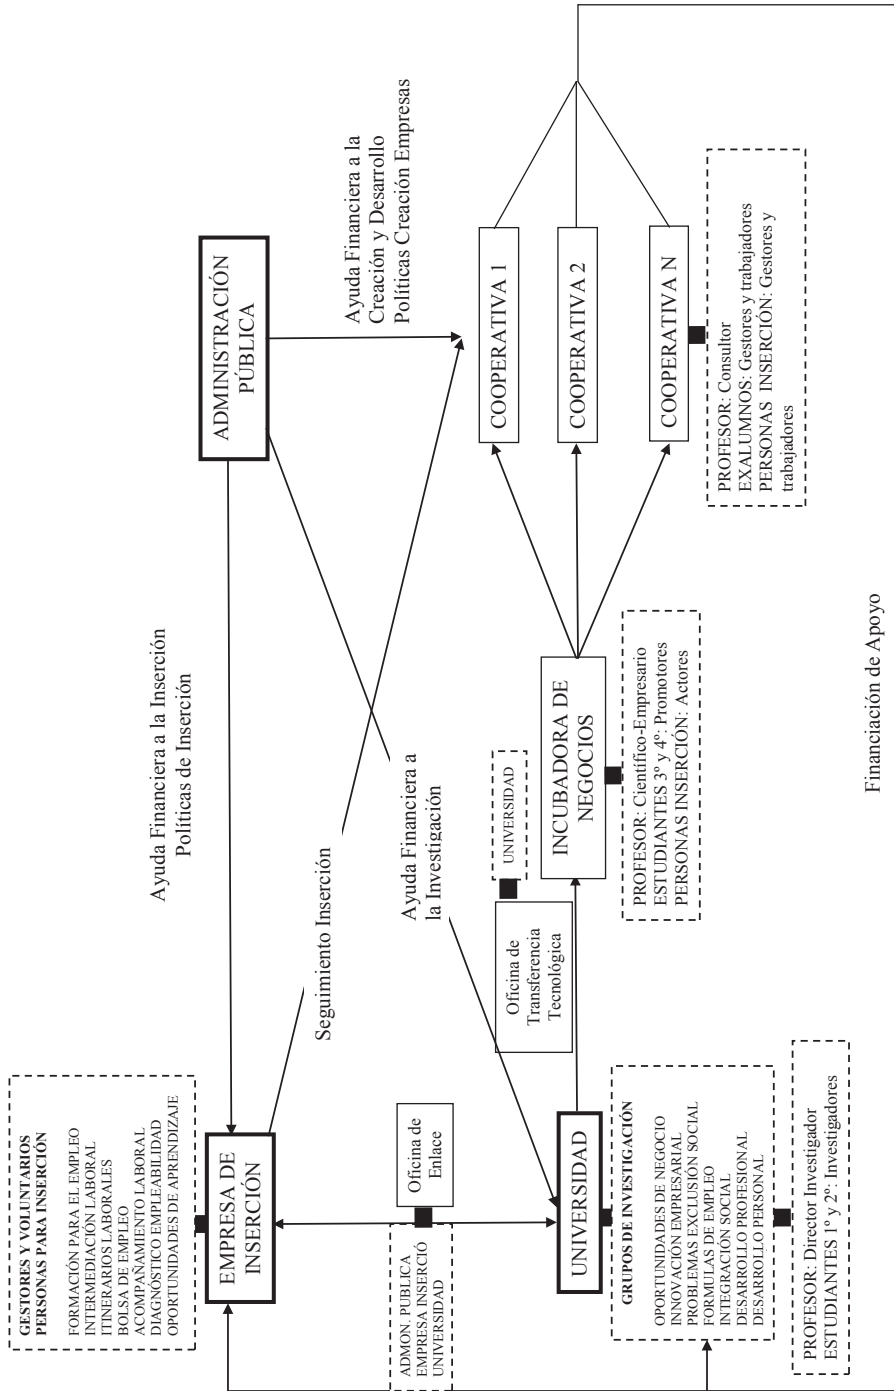 GESTORES Y VOLUNTARIOS
PERSONAS PARA INSERCIÓN
FORMACIÓN PARA EL EMPLEO
INTERMEDIACIÓN LABORAL
ITINERARIOS LABORALES
BOLSA DE EMPLEO
ACOMPAÑAMIENTO LABORAL
DIAGNÓSTICO EMPLEABILIDAD
OPORTUNIDADES DE APRENDIZAJE
EMPRESA DE
INSERCIÓN
Ayuda Financiera a la Inserción
Políticas de Inserción
ADMINISTRACIÓN
PÚBLICA
Seguimiento Inserción
Ayuda Financiera a la
Creación y Desarrollo
Políticas Creación Empresas
Ayuda Financiera a
la Investigación
Oficina de
Enlace
ADMON. PUBLICA
EMPRESA INSERCIÓ
UNIVERSIDAD
UNIVERSIDAD
Oficina de
Transferencia
Tecnológica
UNIVERSIDAD
INCUBADORA DE
NEGOCIOS
COOPERATIVA 1
COOPERATIVA 2
COOPERATIVA N
GRUPOS DE INVESTIGACIÓN
OPORTUNIDADES DE NEGOCIO
INNOVACIÓN EMPRESARIAL
PROBLEMAS EXCLUSIÓN SOCIAL
FORMULAS DE EMPLEO
INTEGRACIÓN SOCIAL
DESARROLLO PROFESIONAL
DESARROLLO PERSONAL
PROFESOR: Director Investigador
ESTUDIANTES 1º y 2º: Investigadores
PROFESOR: Científico-Empresario
ESTUDIANTES 3º y 4º: Promotores
PERSONAS INSERCIÓN: Actores
PROFESOR: Consultor
EXALUMNOS: Gestores y trabajadores
PERSONAS INSERCIÓN: Gestores y
trabajadores
Financiación de Apoyo